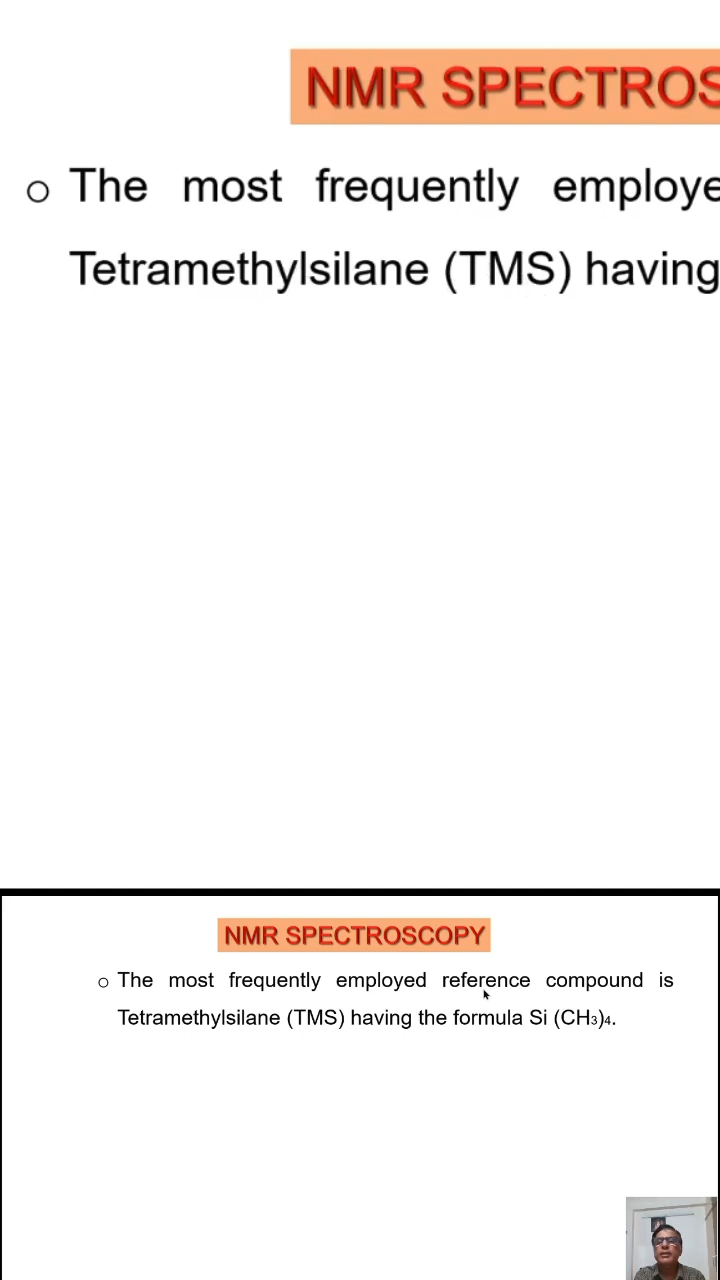 NMR SPECTROS
o The most frequently employe
Tetramethylsilane (TMS) having
NMR SPECTROSCOPY
o The most frequently employed reference compound is
Tetramethylsilane (TMS) having the formula Si (CH₃)₄.